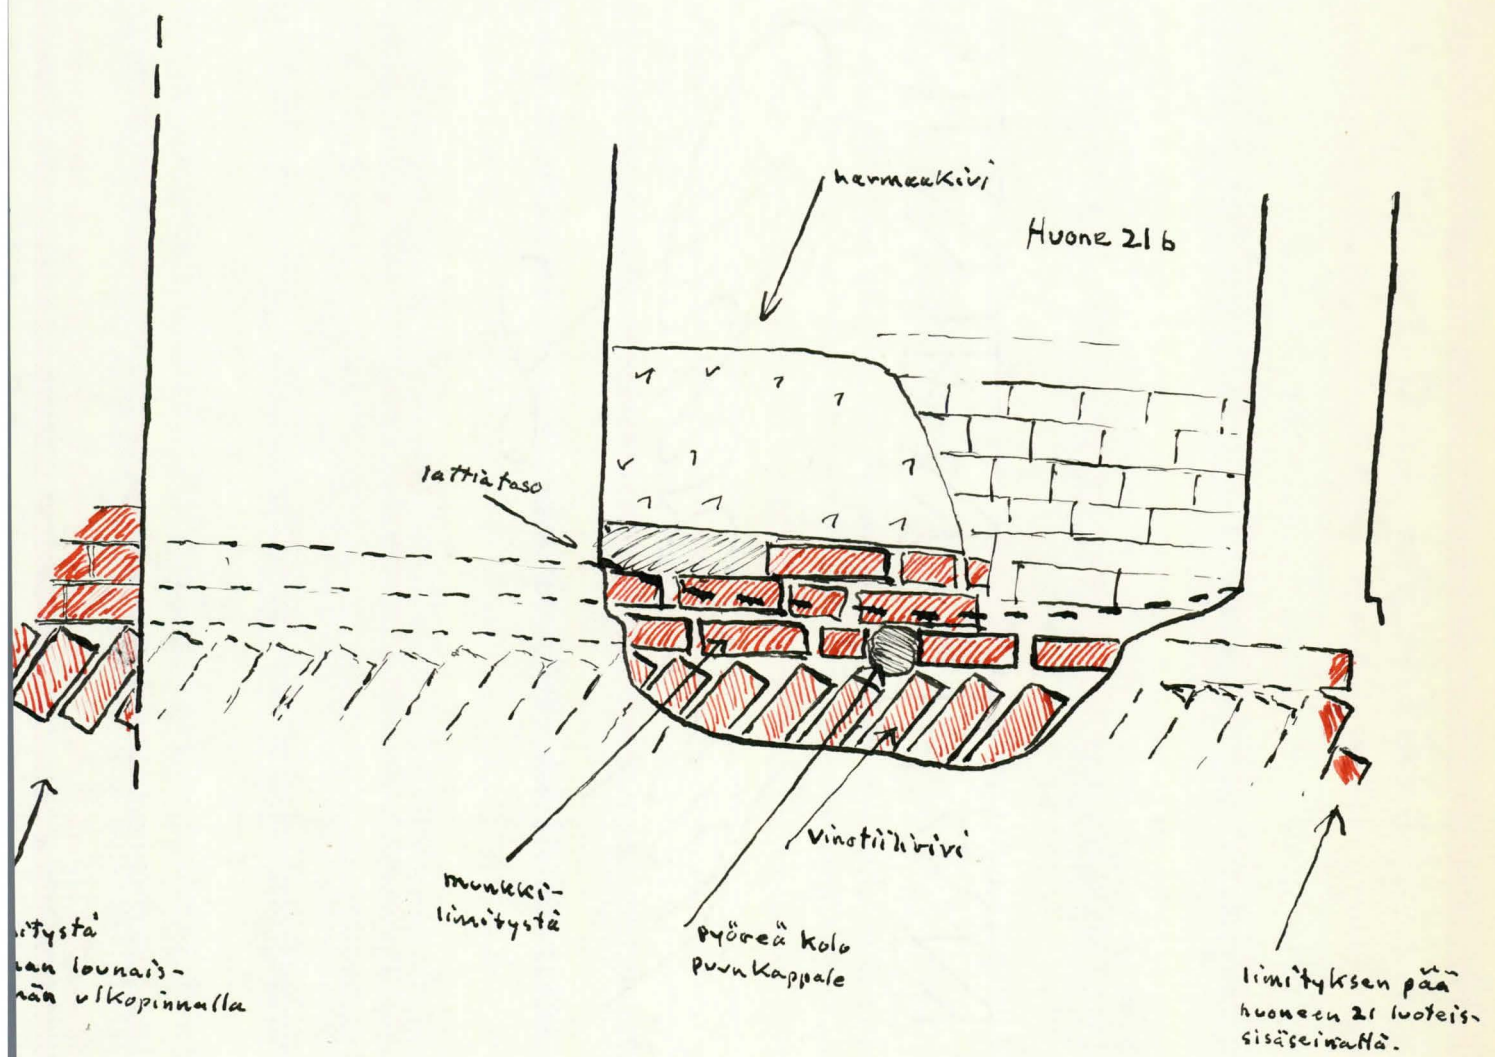 harmaakivi
Huone 21 b
lattiataso
vinotiilirivi
munkki-
limitystä
pyöreä kolo
puunkappale
itystä
nan lounais-
nän ulkopinnalla
limityksen pää
huoneen 21 luoteis-
sisäseinällä.